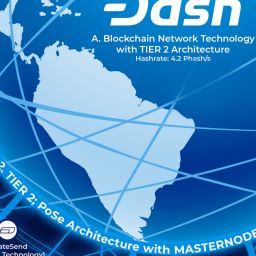 Dash
A. Blockchain Network Technology
with TIER 2 Architecture
Hashrate: 4.2 Phash/s
2. TIER 2: PoSe Architecture with MASTERNODE
ateSend
Technology)